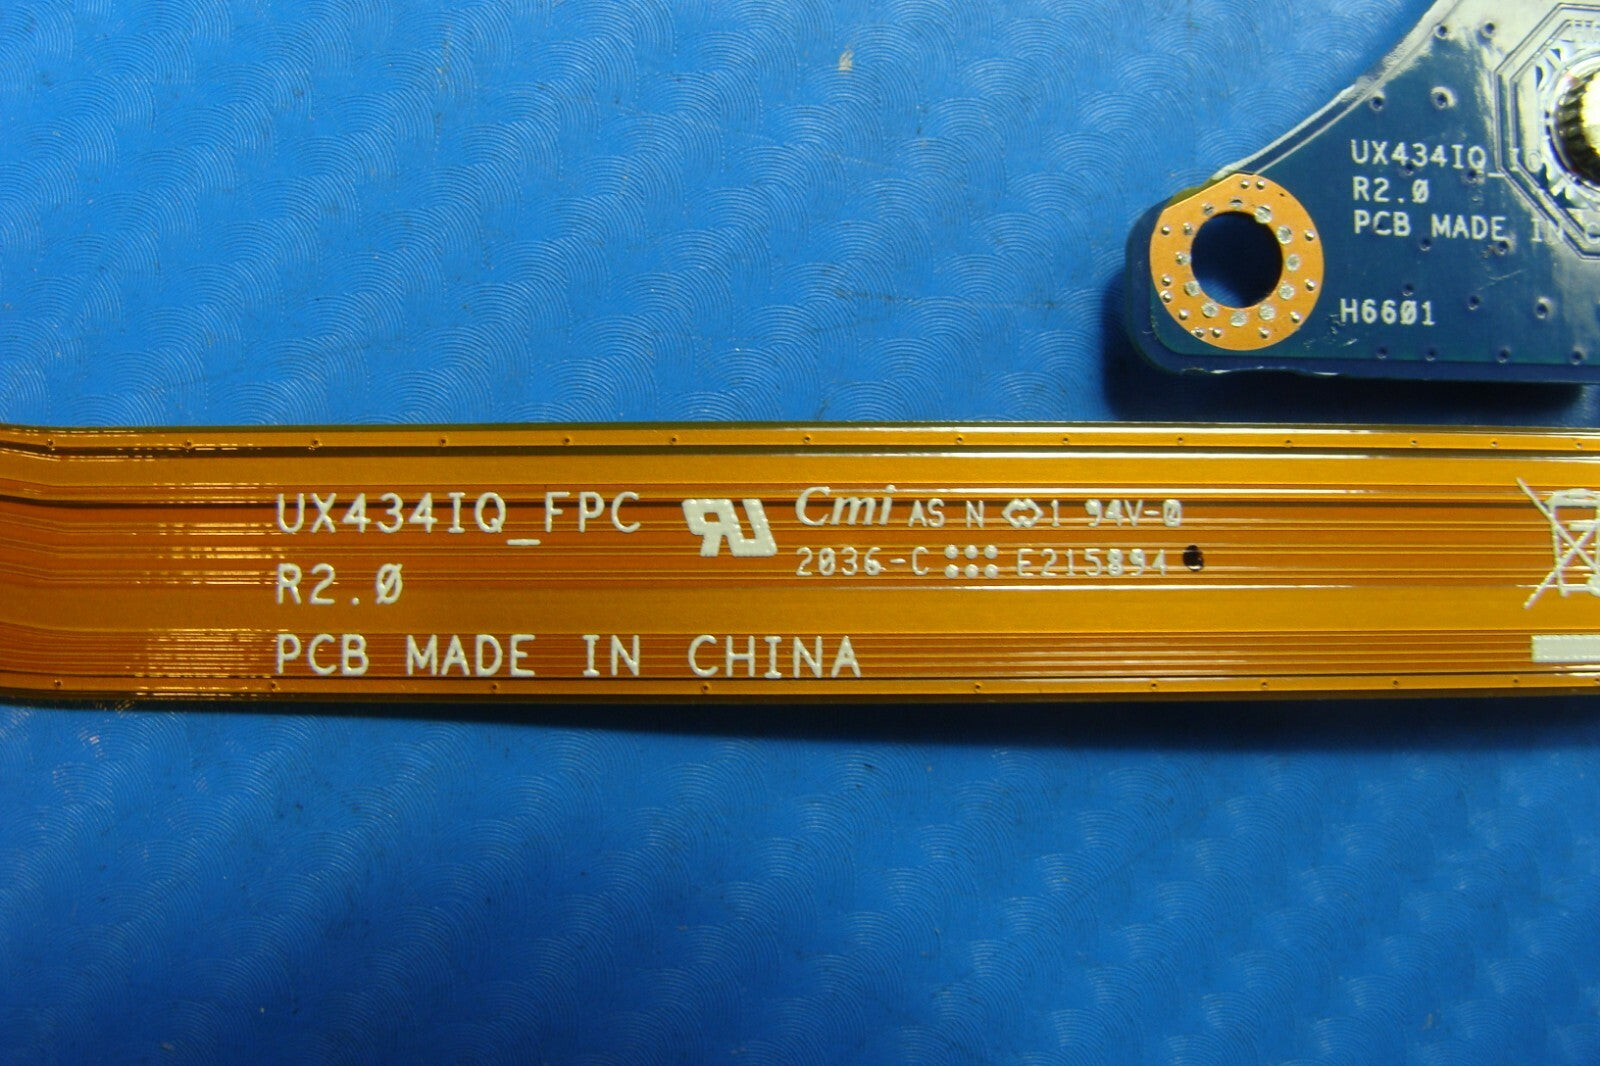 UX434IQ_IO
R2.0
PCB MADE IN C
H6601
UX434IQ_FPC
R2.0
PCB MADE IN CHINA
Cmi AS N 1 94V-0
2036-C E215894